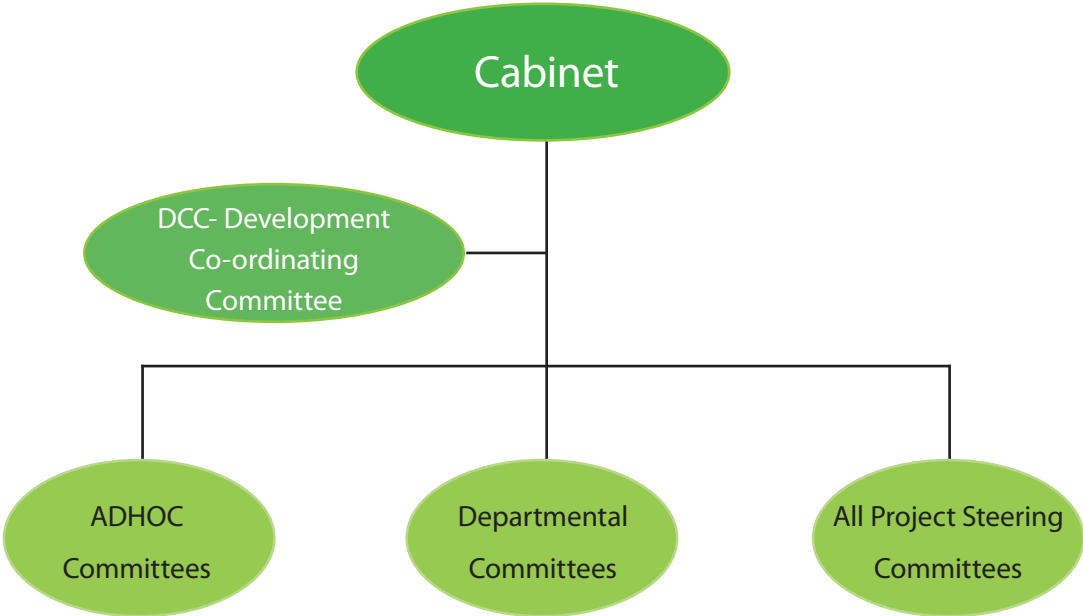 Cabinet
DCC- Development
Co-ordinating
Committee
ADHOC
Committees
Departmental
Committees
All Project Steering
Committees